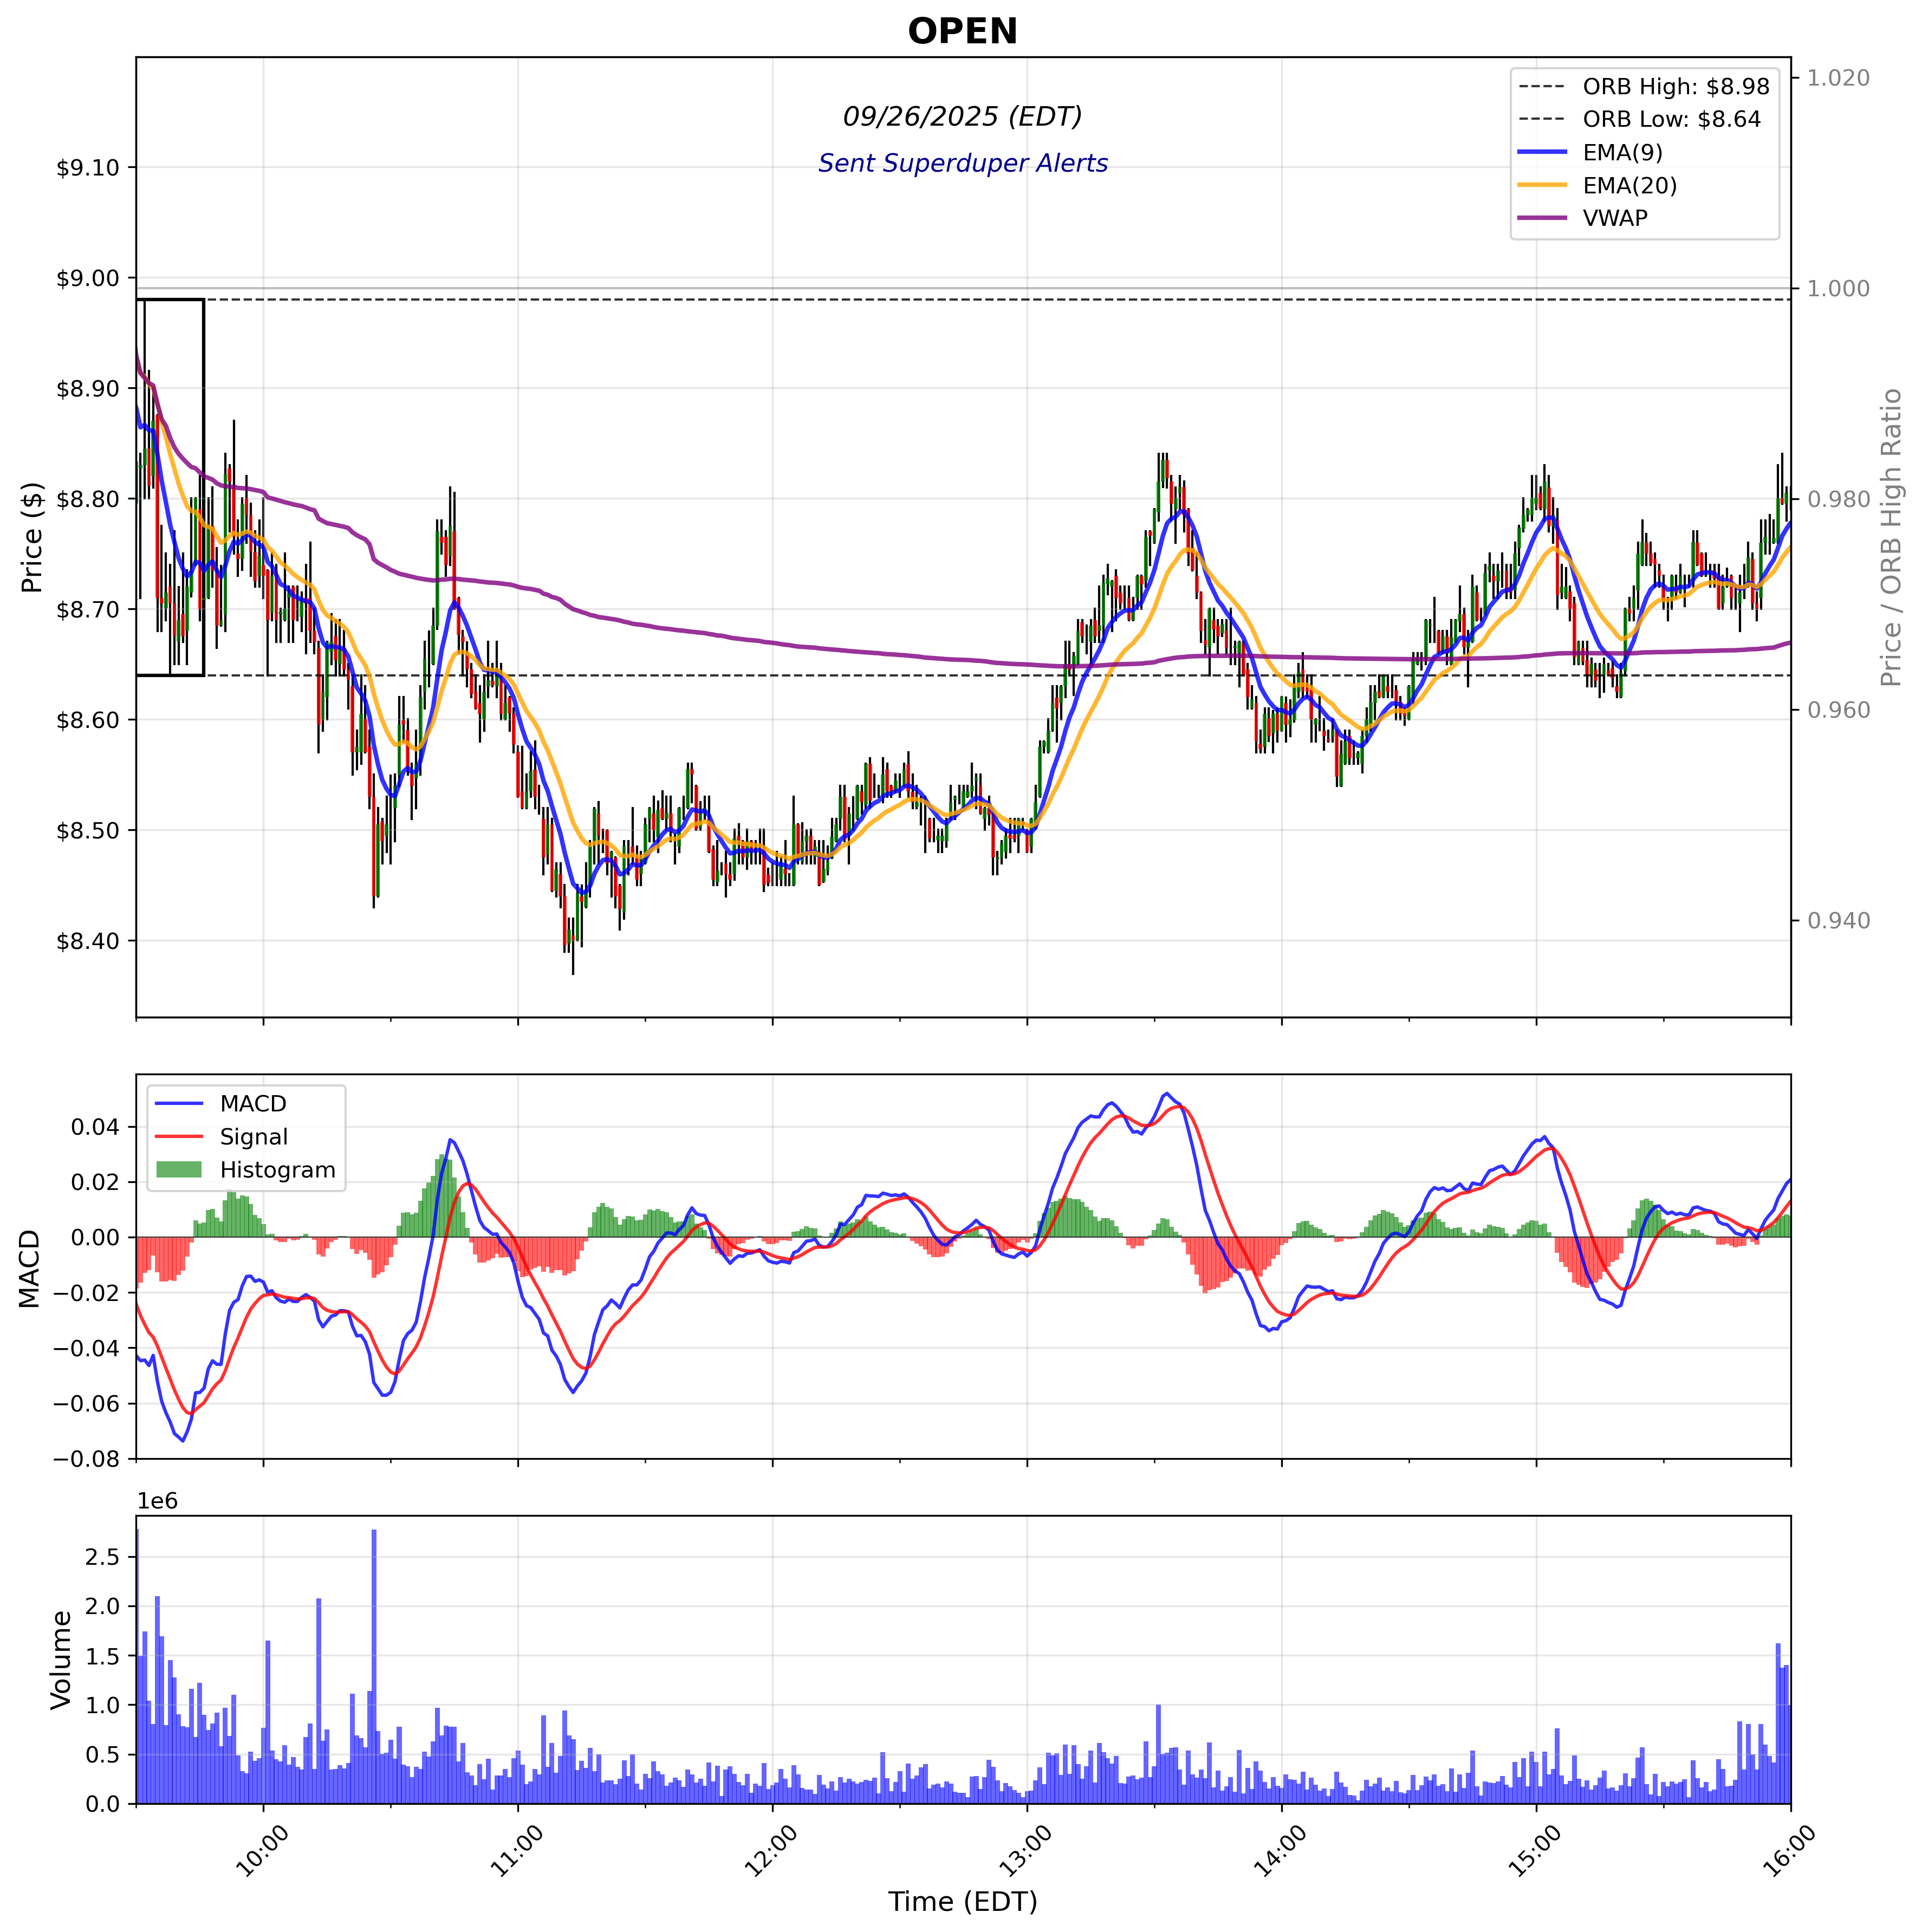 OPEN
09/26/2025 (EDT)
Sent Superduper Alerts
ORB High: $8.98
ORB Low: $8.64
EMA(9)
EMA(20)
VWAP
Price ($)
$9.10
$9.00
$8.90
$8.80
$8.70
$8.60
$8.50
$8.40
1.020
1.000
0.980
0.960
0.940
Price / ORB High Ratio
MACD
Signal
Histogram
MACD
0.04
0.02
0.00
−0.02
−0.04
−0.06
−0.08
1e6
Volume
2.5
2.0
1.5
1.0
0.5
0.0
10:00
11:00
12:00
13:00
14:00
15:00
16:00
Time (EDT)